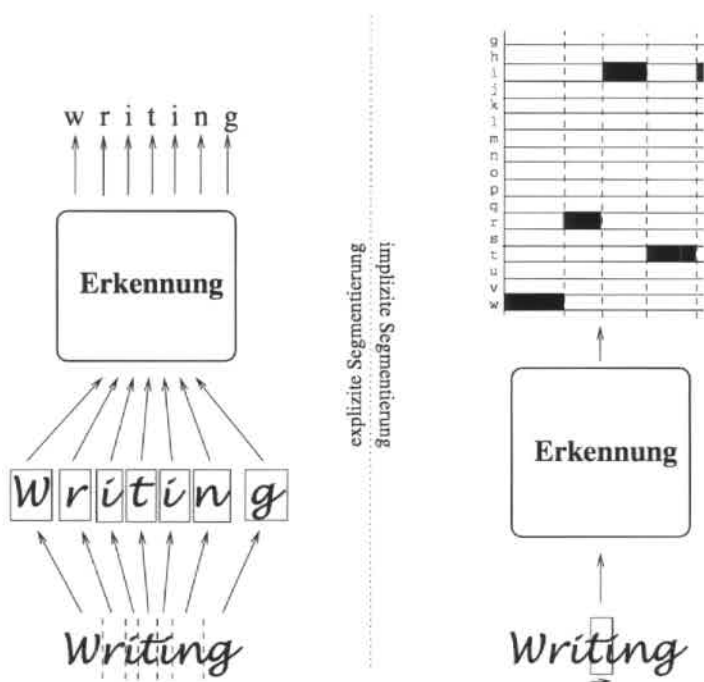 w r i t i n g
Erkennung
W r i t i n g
Writing
explizite Segmentierung
implizite Segmentierung
g
h
i
j
k
l
m
n
o
p
q
r
s
t
u
v
w
Erkennung
Writing